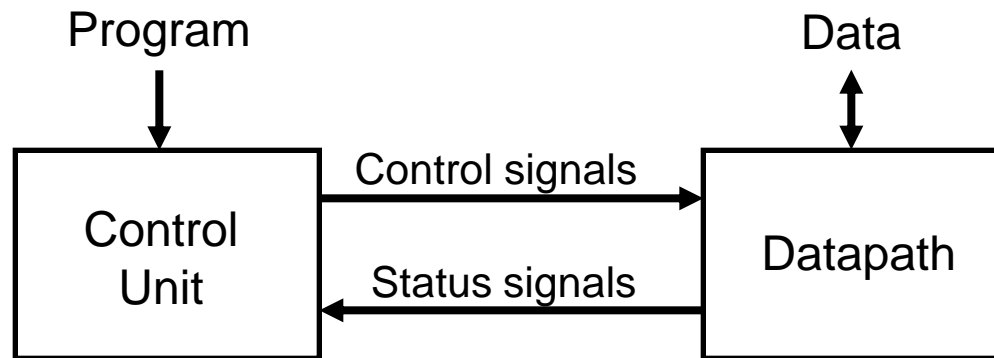 Program
Data
Control signals
Control
Unit
Datapath
Status signals